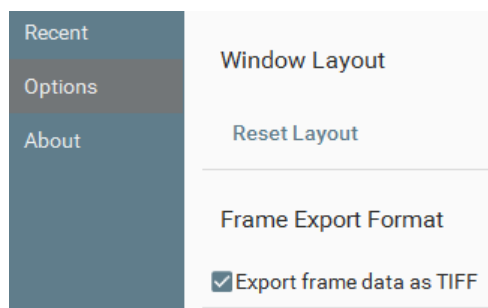 Recent
Options
About
Window Layout
Reset Layout
Frame Export Format
Export frame data as TIFF